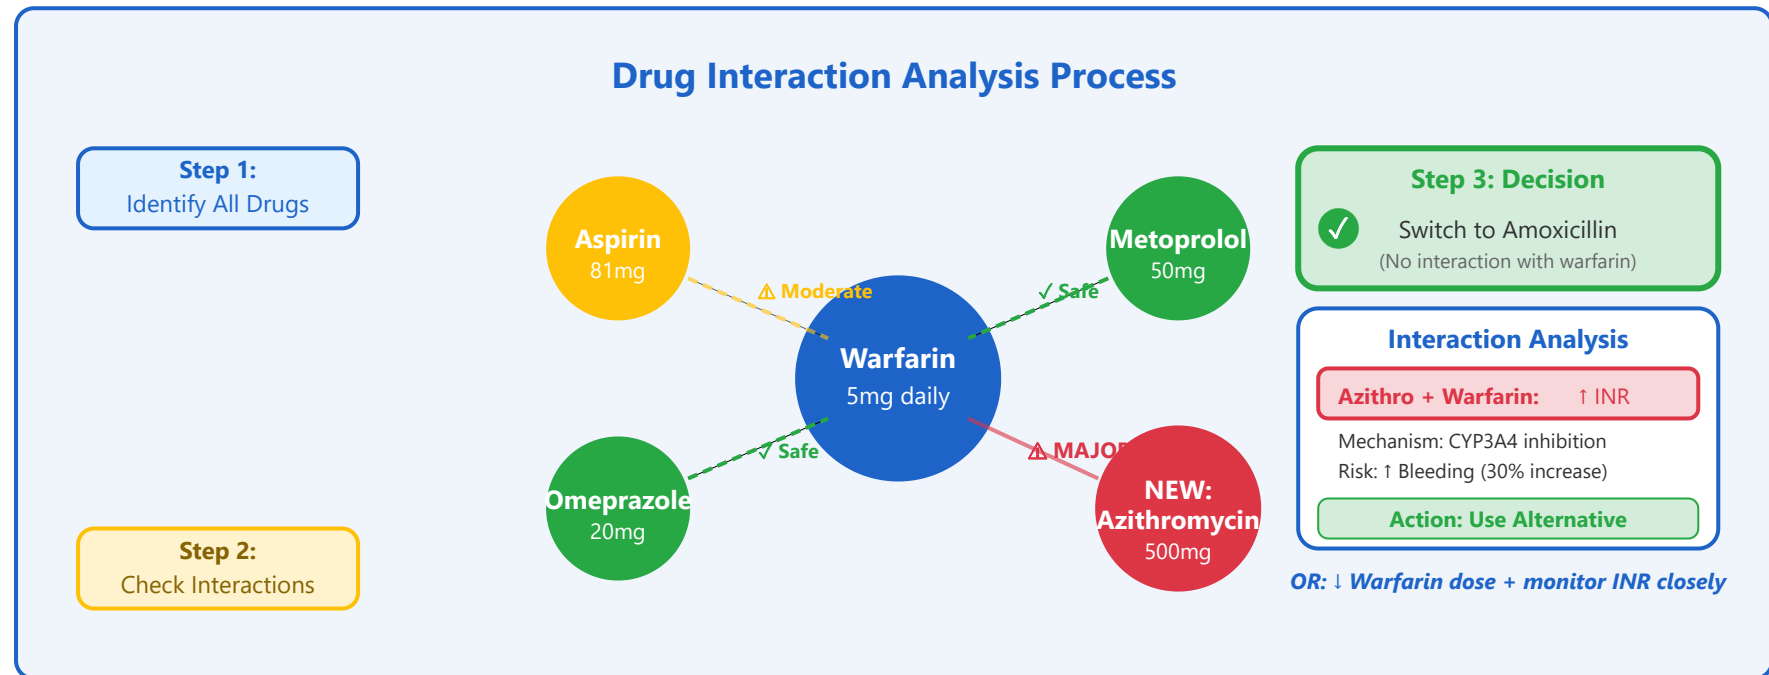 Drug Interaction Analysis Process
Step 1:
Identify All Drugs
Step 2:
Check Interactions
Aspirin
81mg
⚠ Moderate
Metoprolol
50mg
✓ Safe
Warfarin
5mg daily
Omeprazole
20mg
✓ Safe
⚠ MAJOR
NEW:
Azithromycin
500mg
Step 3: Decision
✓ Switch to Amoxicillin
(No interaction with warfarin)
Interaction Analysis
Azithro + Warfarin: ↑ INR
Mechanism: CYP3A4 inhibition
Risk: ↑ Bleeding (30% increase)
Action: Use Alternative
OR: ↓ Warfarin dose + monitor INR closely